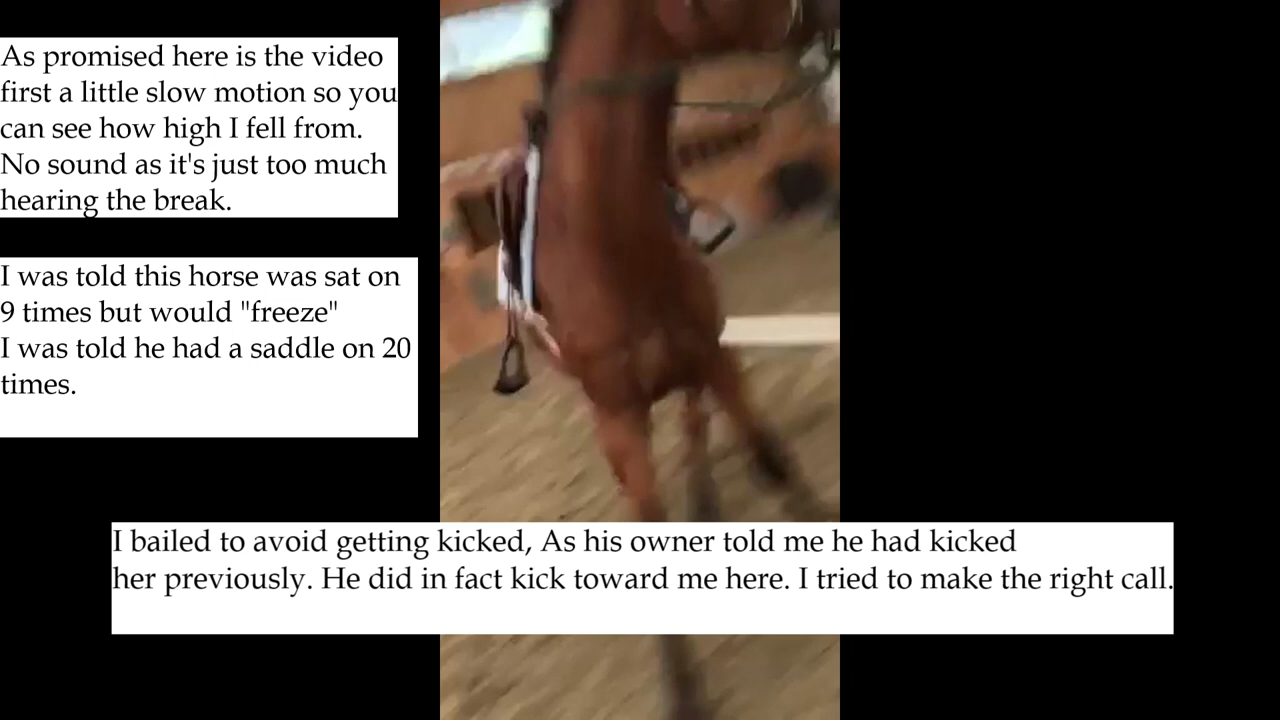 As promised here is the video
first a little slow motion so you
can see how high I fell from.
No sound as it's just too much
hearing the break.
I was told this horse was sat on
9 times but would "freeze"
I was told he had a saddle on 20
times.
I bailed to avoid getting kicked, As his owner told me he had kicked
her previously. He did in fact kick toward me here. I tried to make the right call.